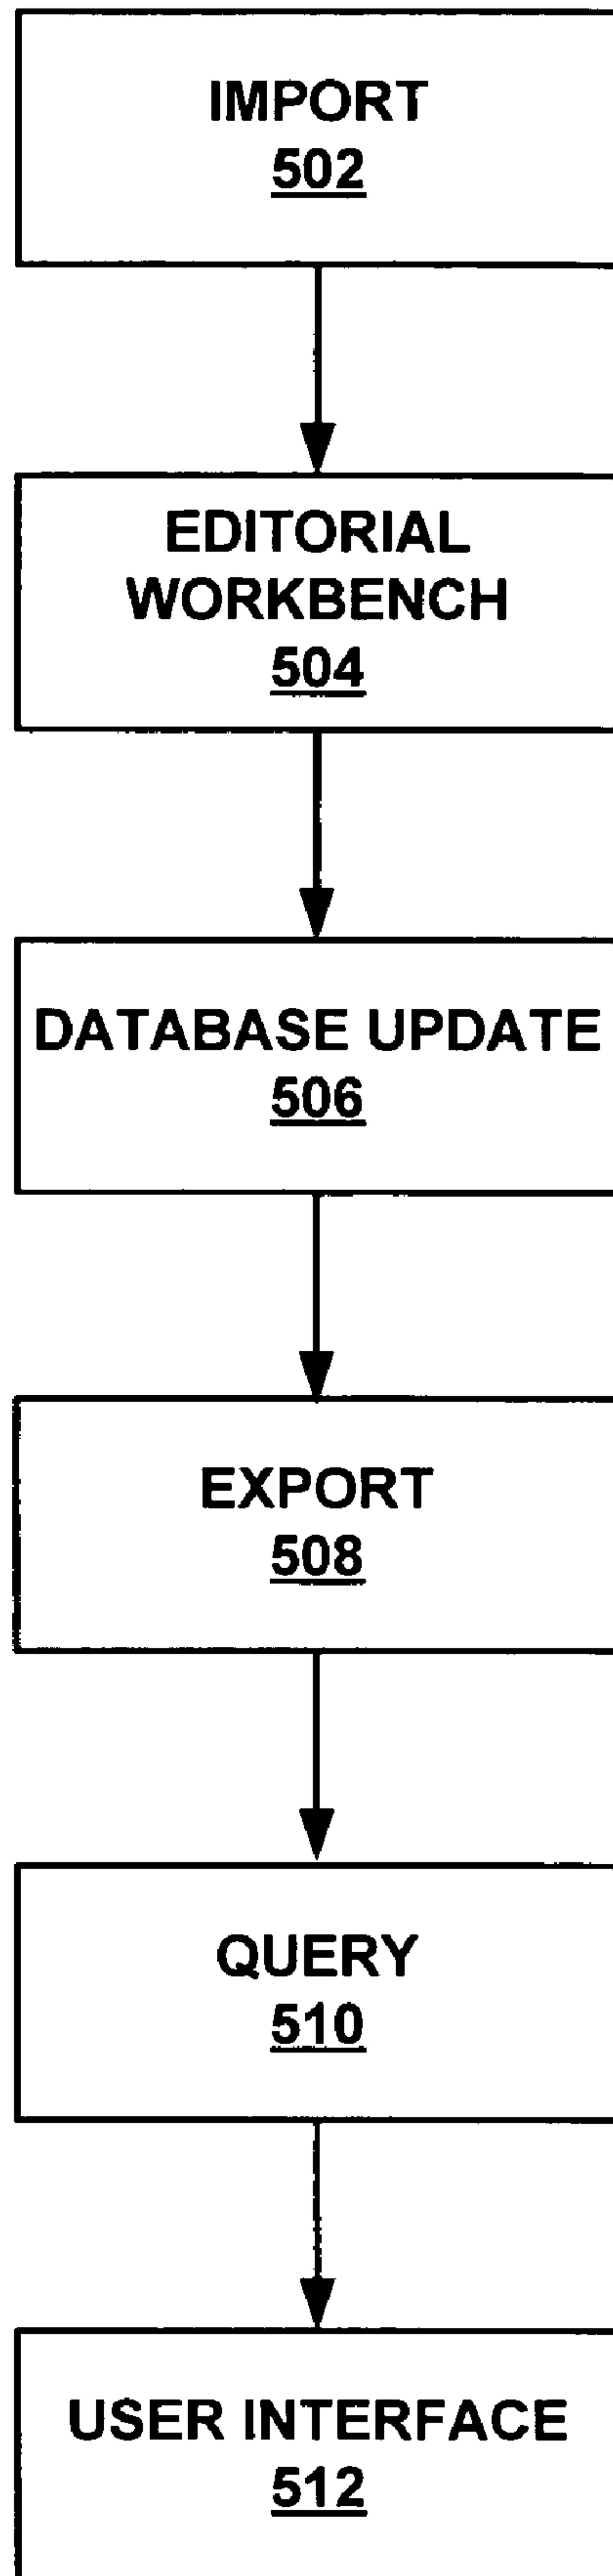 IMPORT
502
EDITORIAL
WORKBENCH
504
DATABASE UPDATE
506
EXPORT
508
QUERY
510
USER INTERFACE
512